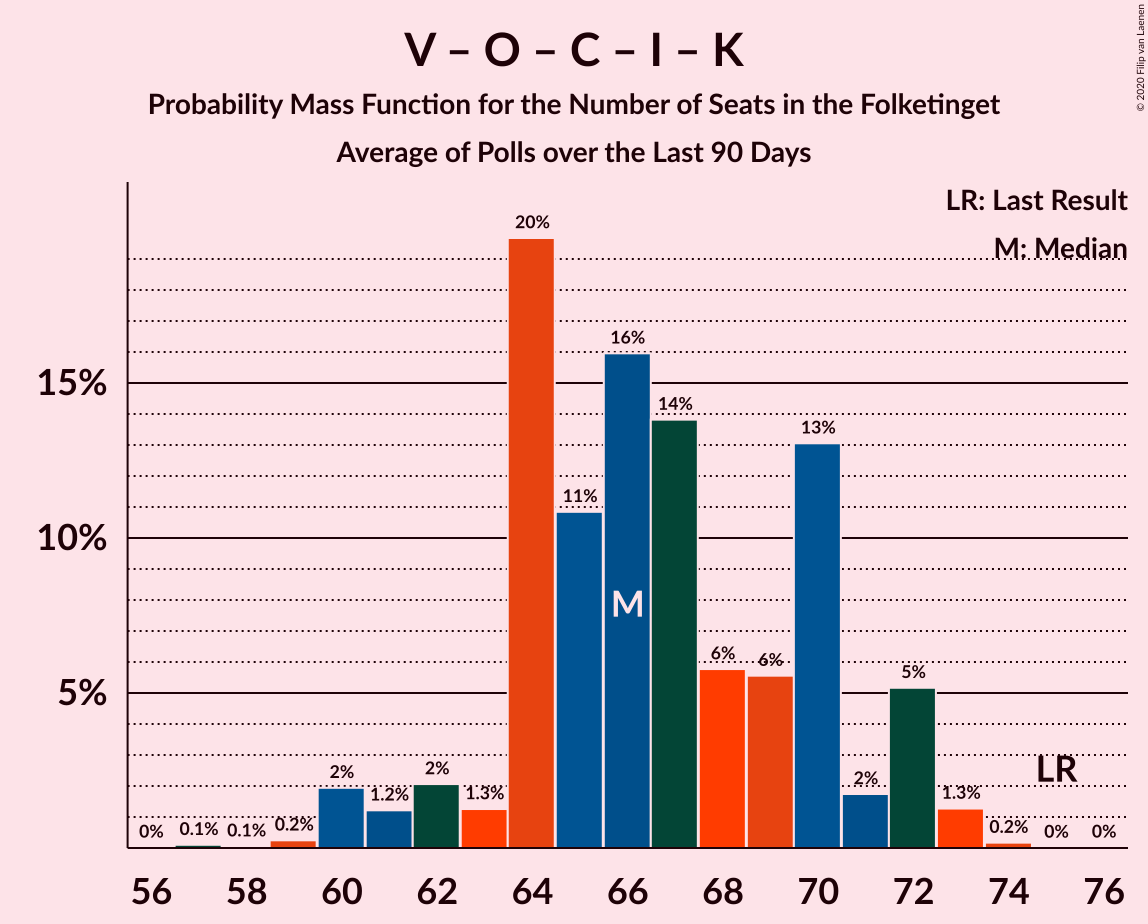 V – O – C – I – K
Probability Mass Function for the Number of Seats in the Folketinget
Average of Polls over the Last 90 Days
© 2020 Filip van Laenen
LR: Last Result
M: Median
15%
10%
5%
0%
0.1%
0.1%
0.2%
2%
1.2%
2%
1.3%
20%
11%
16%
14%
6%
6%
13%
2%
5%
1.3%
0.2%
0%
0%
M
LR
56 58 60 62 64 66 68 70 72 74 76